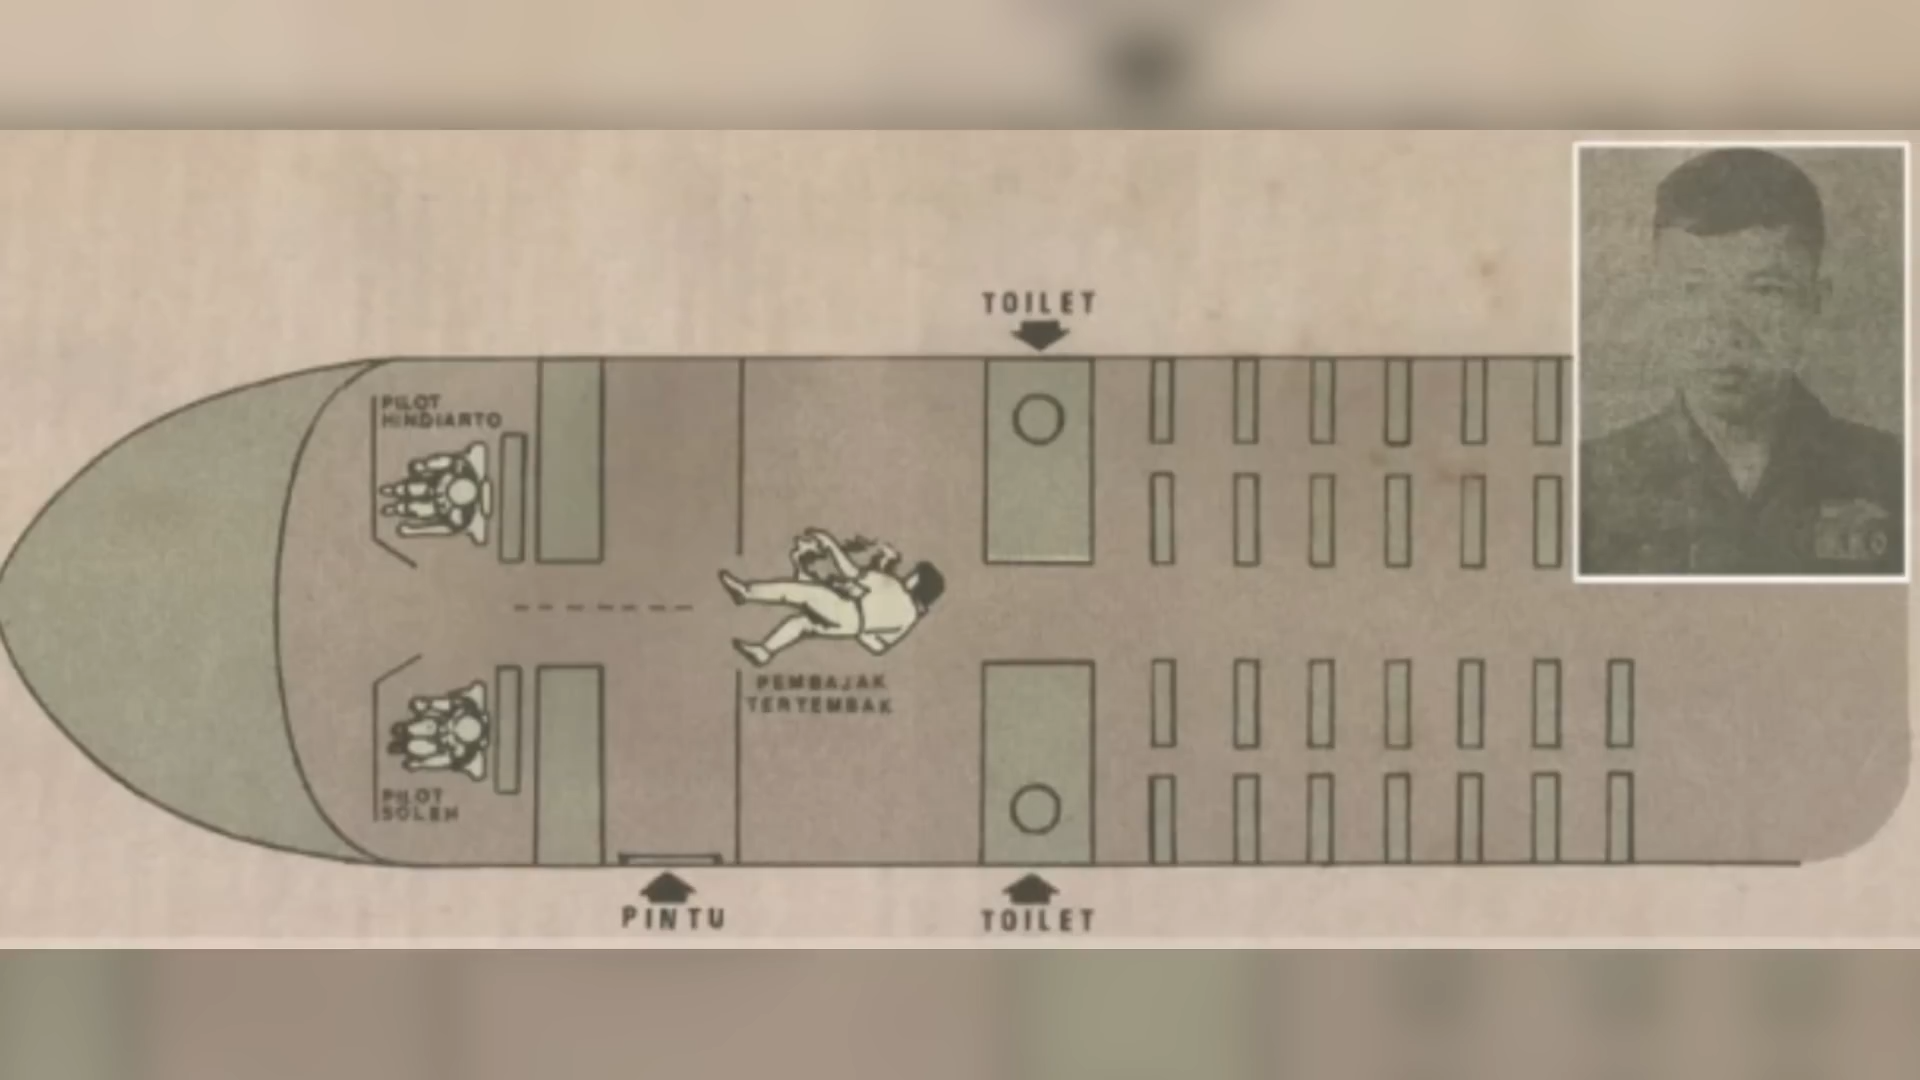 TOILET
PILOT
HINDIARTO
PEMBAJAK
TERTEMBAK
PILOT
SOLEH
PINTU
TOILET